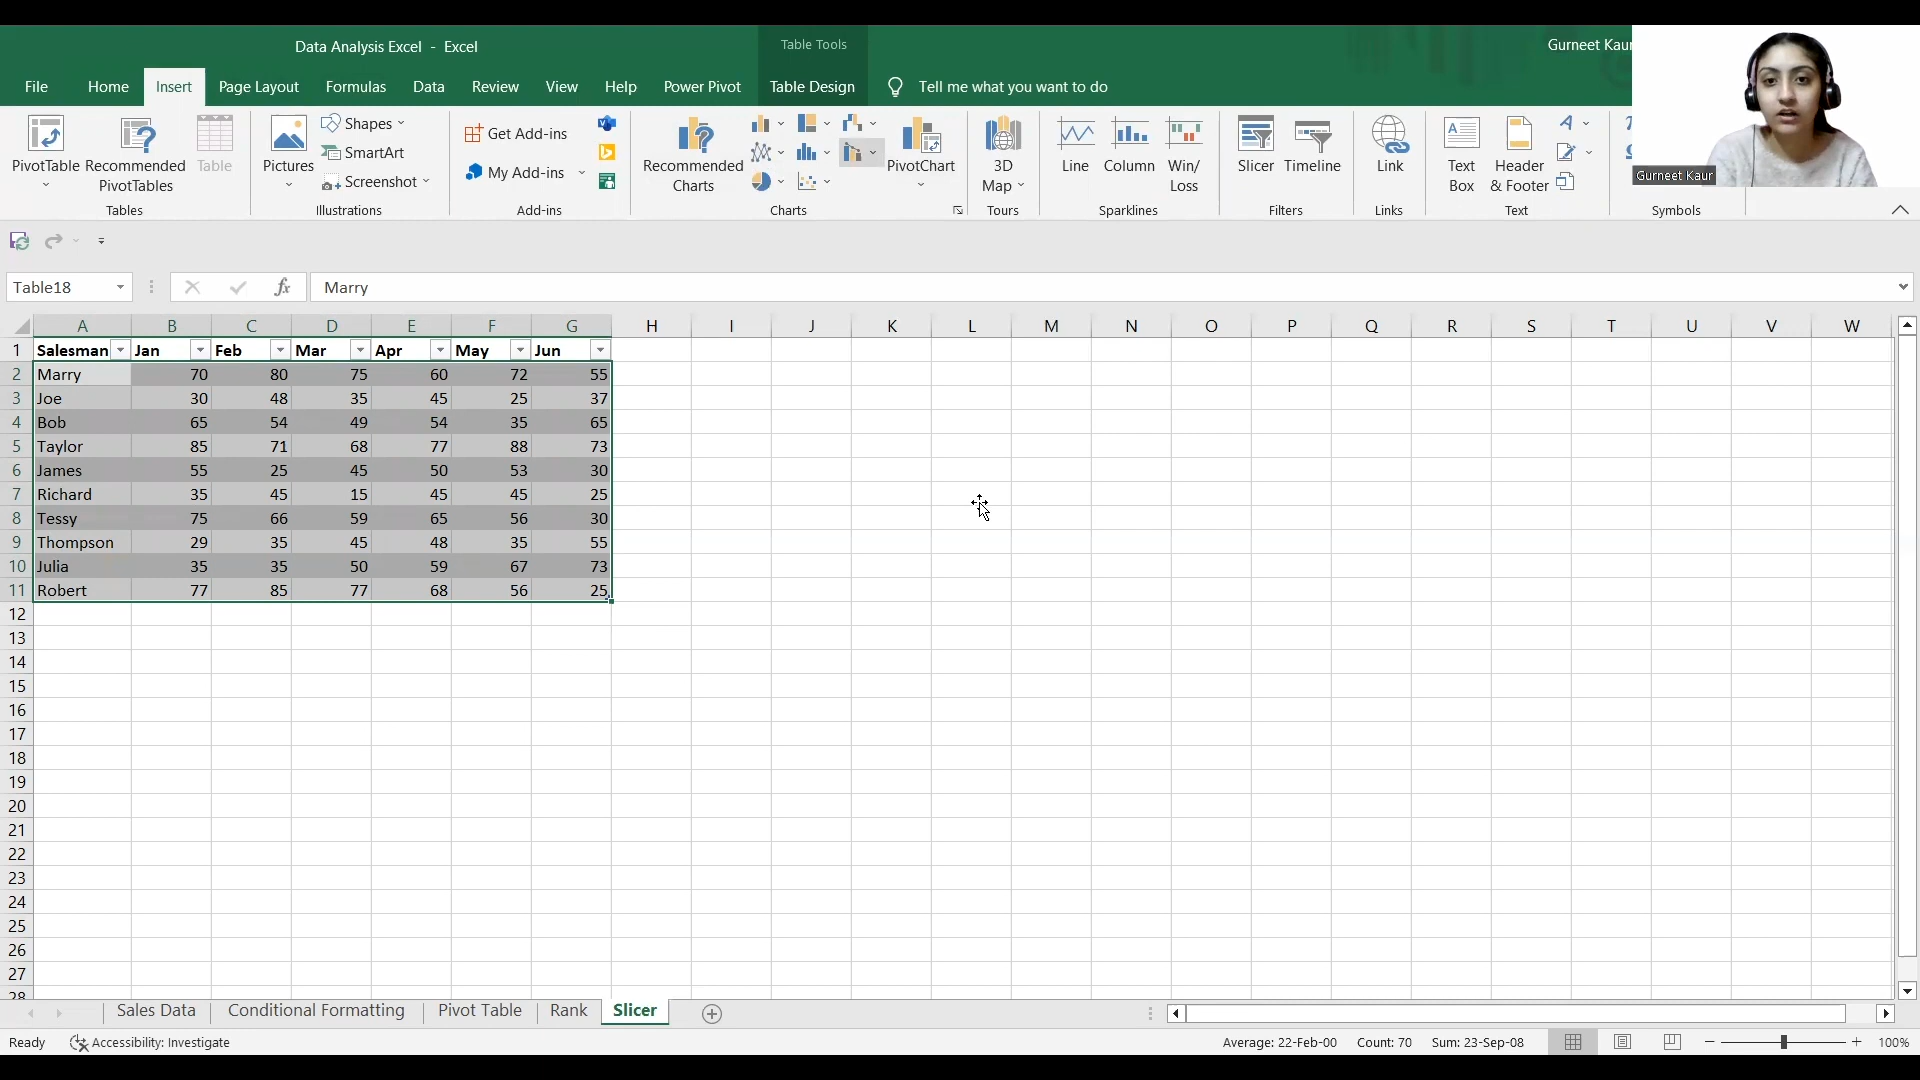 Data Analysis Excel - Excel
Table Tools
Gurneet Kaur
File Home Insert Page Layout Formulas Data Review View Help Power Pivot Table Design Tell me what you want to do
PivotTable
Recommended PivotTables
Table
Tables
Pictures
Shapes
SmartArt
Screenshot
Illustrations
Get Add-ins
My Add-ins
Add-ins
Recommended Charts
PivotChart
Charts
3D Map
Tours
Line
Column
Win/ Loss
Sparklines
Slicer
Timeline
Filters
Link
Links
Text Box
Header & Footer
Text
Symbols
Gurneet Kaur
Table18 fx Marry
A B C D E F G H I J K L M N O P Q R S T U V W
1 Salesman Jan Feb Mar Apr May Jun
2 Marry 70 80 75 60 72 55
3 Joe 30 48 35 45 25 37
4 Bob 65 54 49 54 35 65
5 Taylor 85 71 68 77 88 73
6 James 55 25 45 50 53 30
7 Richard 35 45 15 45 45 25
8 Tessy 75 66 59 65 56 30
9 Thompson 29 35 45 48 35 55
10 Julia 35 35 50 59 67 73
11 Robert 77 85 77 68 56 25
12
13
14
15
16
17
18
19
20
21
22
23
24
25
26
27
28
Sales Data Conditional Formatting Pivot Table Rank Slicer
Ready Accessibility: Investigate Average: 22-Feb-00 Count: 70 Sum: 23-Sep-08 100%